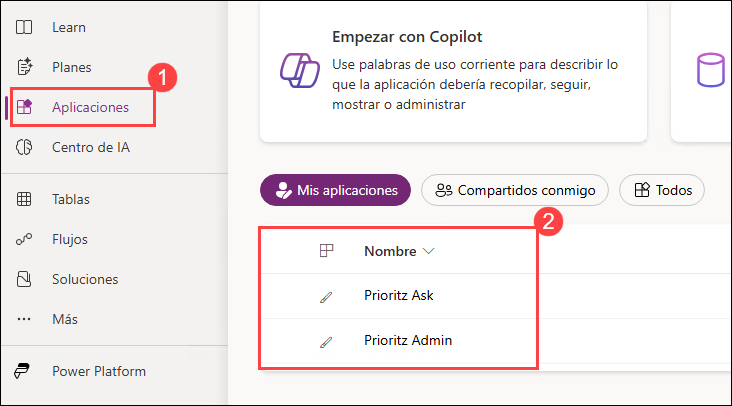 Learn
Planes
1
Aplicaciones
Centro de IA
Tablas
Flujos
Soluciones
Más
Power Platform
Empezar con Copilot
Use palabras de uso corriente para describir lo
que la aplicación debería recopilar, seguir,
mostrar o administrar
Mis aplicaciones
Compartidos conmigo
Todos
2
Nombre
Prioritz Ask
Prioritz Admin